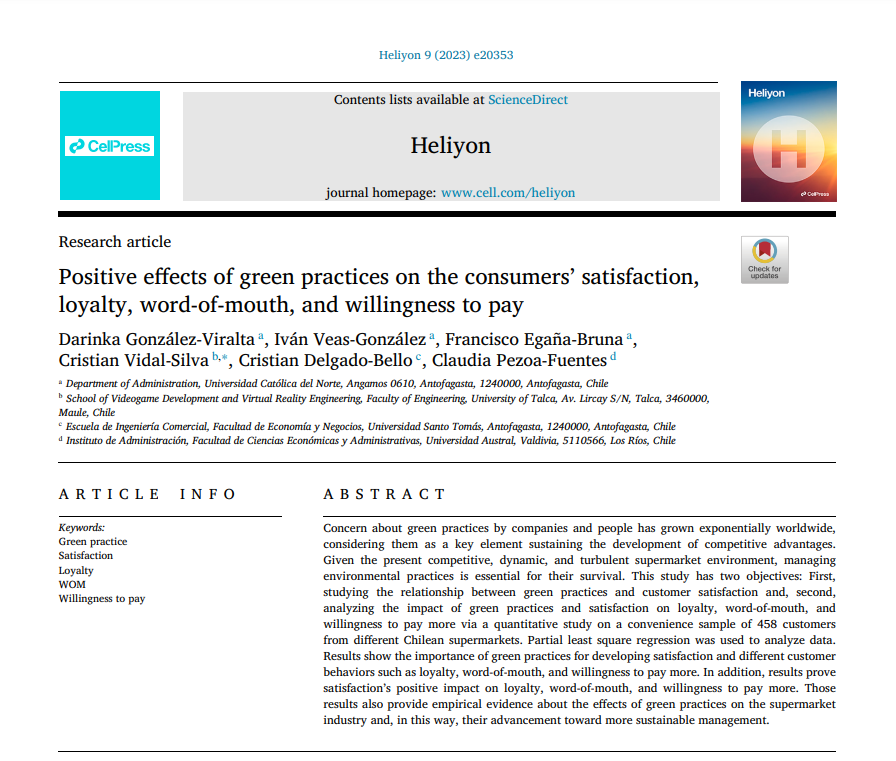 Heliyon 9 (2023) e20353
CellPress
Contents lists available at ScienceDirect
Heliyon
journal homepage: www.cell.com/heliyon
Heliyon
H
CellPress
Research article
Check for
updates
Positive effects of green practices on the consumers’ satisfaction,
loyalty, word-of-mouth, and willingness to pay
Darinka González-Viralta a, Iván Veas-González a, Francisco Egaña-Bruna a,
Cristian Vidal-Silva b,*, Cristian Delgado-Bello c, Claudia Pezoa-Fuentes d
a Department of Administration, Universidad Católica del Norte, Angamos 0610, Antofagasta, 1240000, Antofagasta, Chile
b School of Videogame Development and Virtual Reality Engineering, Faculty of Engineering, University of Talca, Av. Lircay S/N, Talca, 3460000,
Maule, Chile
c Escuela de Ingeniería Comercial, Facultad de Economía y Negocios, Universidad Santo Tomás, Antofagasta, 1240000, Antofagasta, Chile
d Instituto de Administración, Facultad de Ciencias Económicas y Administrativas, Universidad Austral, Valdivia, 5110566, Los Ríos, Chile
ARTICLE INFO
Keywords:
Green practice
Satisfaction
Loyalty
WOM
Willingness to pay
ABSTRACT
Concern about green practices by companies and people has grown exponentially worldwide,
considering them as a key element sustaining the development of competitive advantages.
Given the present competitive, dynamic, and turbulent supermarket environment, managing
environmental practices is essential for their survival. This study has two objectives: First,
studying the relationship between green practices and customer satisfaction and, second,
analyzing the impact of green practices and satisfaction on loyalty, word-of-mouth, and
willingness to pay more via a quantitative study on a convenience sample of 458 customers
from different Chilean supermarkets. Partial least square regression was used to analyze data.
Results show the importance of green practices for developing satisfaction and different customer
behaviors such as loyalty, word-of-mouth, and willingness to pay more. In addition, results prove
satisfaction’s positive impact on loyalty, word-of-mouth, and willingness to pay more. Those
results also provide empirical evidence about the effects of green practices on the supermarket
industry and, in this way, their advancement toward more sustainable management.